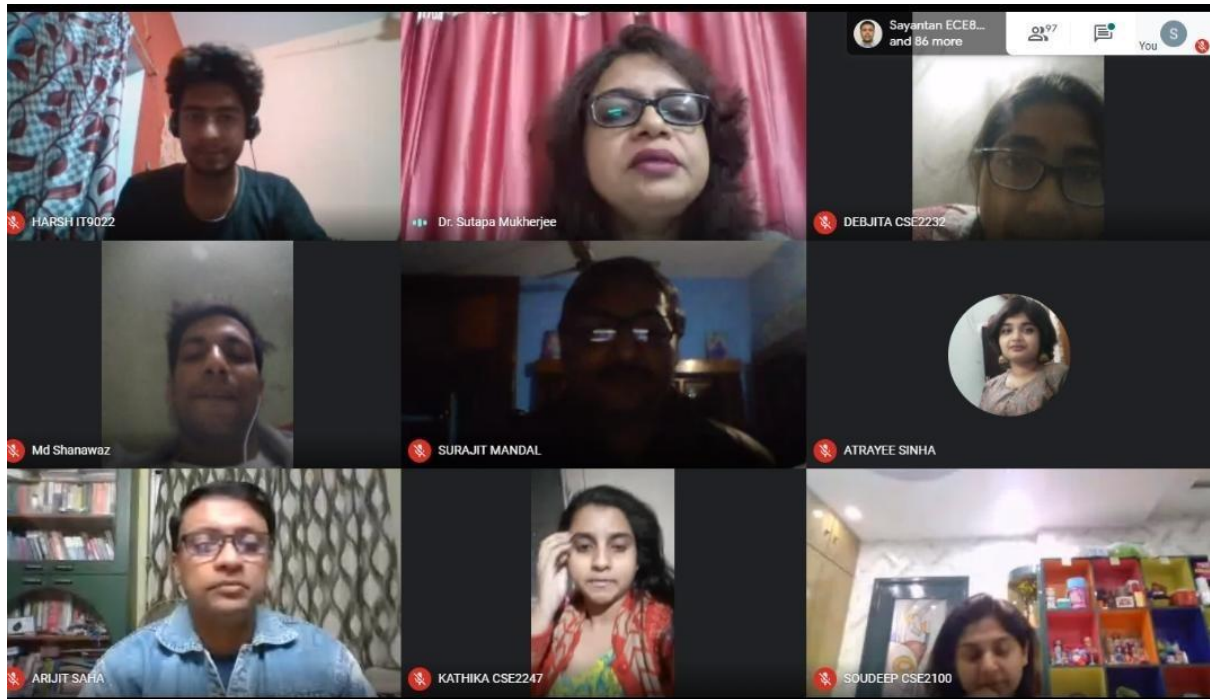 Sayantan ECE8...
and 86 more
97
You
S
HARSH IT9022
Dr. Sutapa Mukherjee
DEBJITA CSE2232
Md Shanawaz
SURAJIT MANDAL
ATRAYEE SINHA
ARIJIT SAHA
KATHIKA CSE2247
SOUDEEP CSE2100